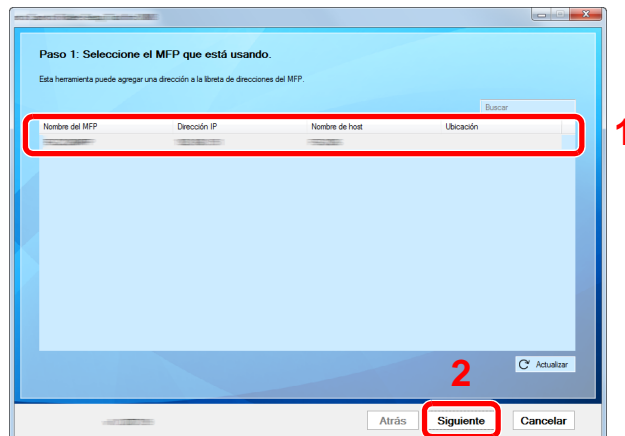 Paso 1: Seleccione el MFP que está usando.
Esta herramienta puede agregar una dirección a la libreta de direcciones del MFP.
Buscar
Nombre del MFP Dirección IP Nombre de host Ubicación
1
Actualizar
2
Atrás Siguiente Cancelar